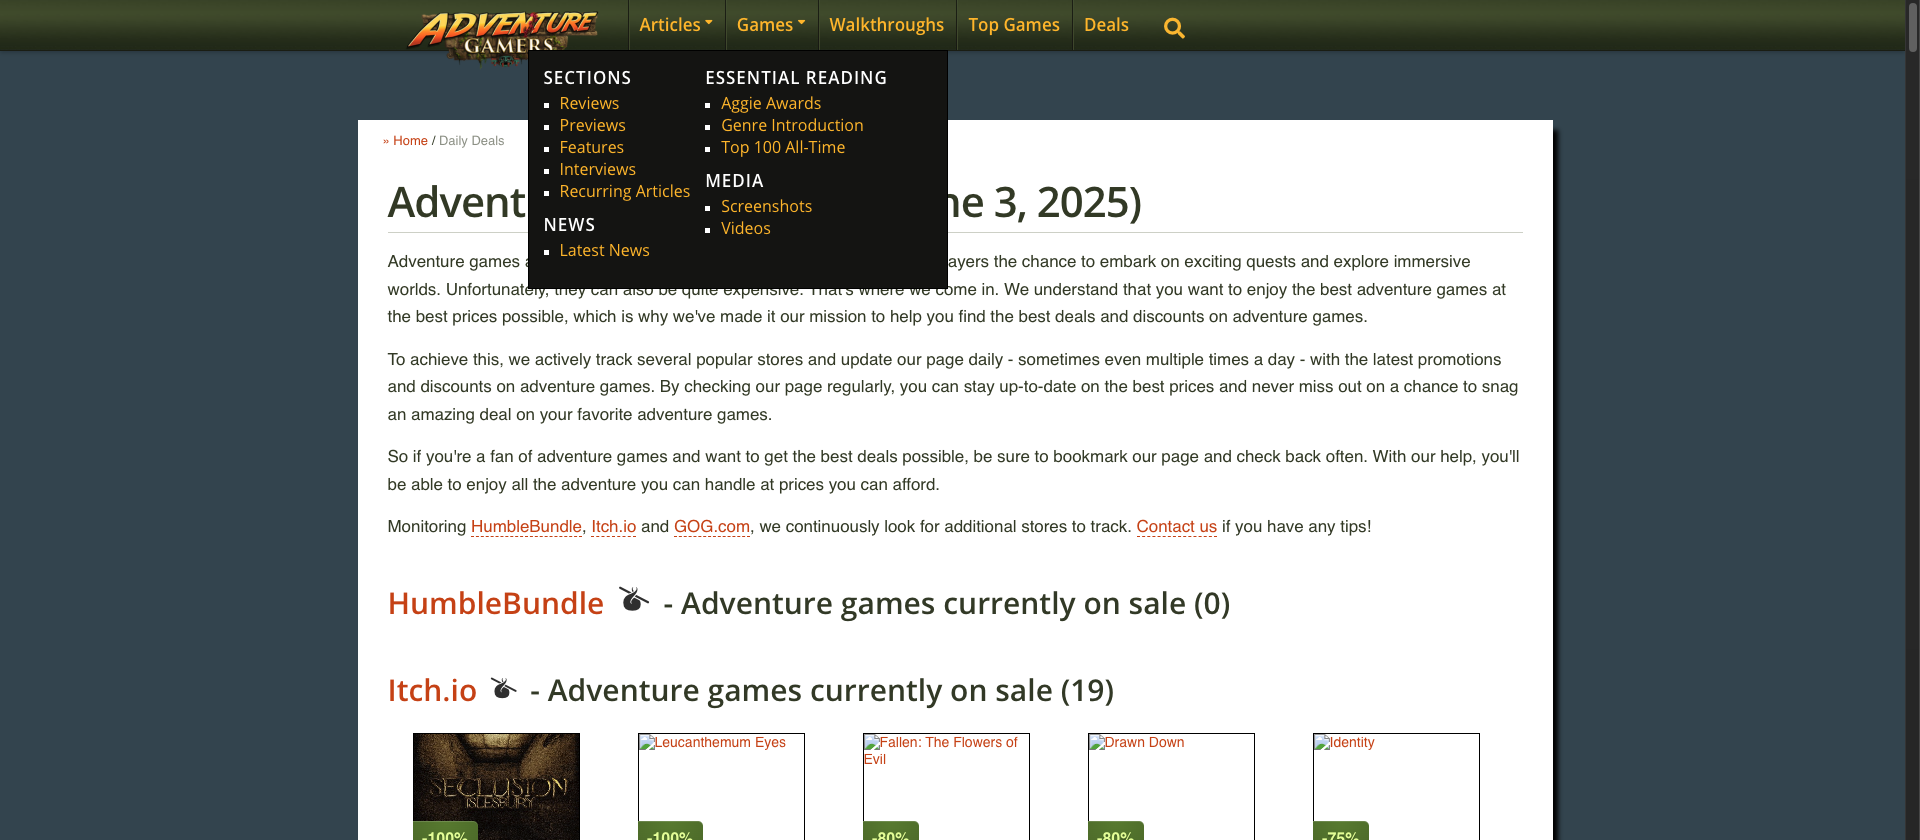 ADVENTURE GAMERS
Articles
Games
Walkthroughs
Top Games
Deals
SECTIONS
Reviews
Previews
Features
Interviews
Recurring Articles
NEWS
Latest News
ESSENTIAL READING
Aggie Awards
Genre Introduction
Top 100 All-Time
MEDIA
Screenshots
Videos
» Home / Daily Deals
Advent ne 3, 2025)
Adventure games ayers the chance to embark on exciting quests and explore immersive
worlds. Unfortunately, they can also be quite expensive. That's where we come in. We understand that you want to enjoy the best adventure games at
the best prices possible, which is why we've made it our mission to help you find the best deals and discounts on adventure games.
To achieve this, we actively track several popular stores and update our page daily - sometimes even multiple times a day - with the latest promotions
and discounts on adventure games. By checking our page regularly, you can stay up-to-date on the best prices and never miss out on a chance to snag
an amazing deal on your favorite adventure games.
So if you're a fan of adventure games and want to get the best deals possible, be sure to bookmark our page and check back often. With our help, you'll
be able to enjoy all the adventure you can handle at prices you can afford.
Monitoring HumbleBundle, Itch.io and GOG.com, we continuously look for additional stores to track. Contact us if you have any tips!
HumbleBundle - Adventure games currently on sale (0)
Itch.io - Adventure games currently on sale (19)
SECLUSION
ISLESBURY
-100%
Leucanthemum Eyes
-100%
Fallen: The Flowers of
Evil
-80%
Drawn Down
-80%
Identity
-75%